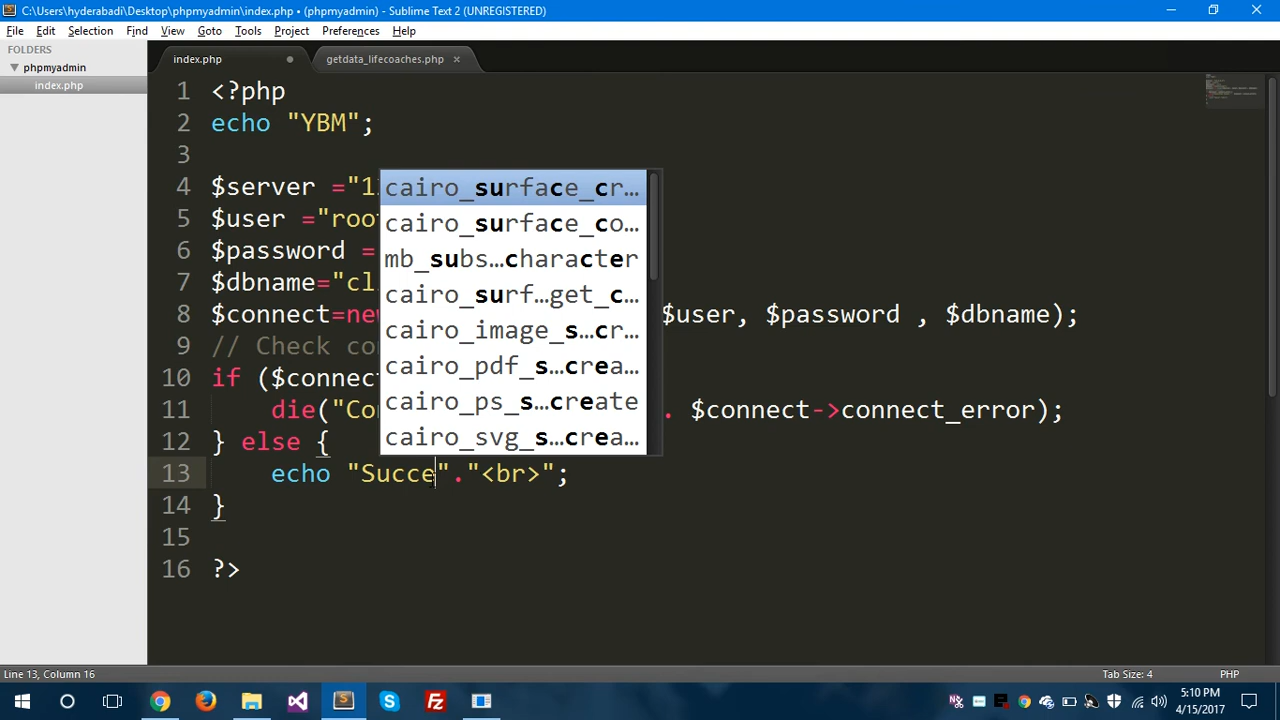 C:\Users\hyderabadi\Desktop\phpmyadmin\index.php • (phpmyadmin) - Sublime Text 2 (UNREGISTERED)
File Edit Selection Find View Goto Tools Project Preferences Help
FOLDERS
phpmyadmin
index.php
index.php
getdata_lifecoaches.php
1 <?php
2 echo "YBM";
3
4 $server ="1
5 $user ="root
6 $password =
7 $dbname="cl
8 $connect=new $user, $password , $dbname);
9 // Check co
10 if ($connect
11 die("Co . $connect->connect_error);
12 } else {
13 echo "Succe"."<br>";
14 }
15
16 ?>
cairo_surface_cr…
cairo_surface_co…
mb_subs…character
cairo_surf…get_c…
cairo_image_s…cr…
cairo_pdf_s…crea…
cairo_ps_s…create
cairo_svg_s…crea…
Line 13, Column 16
Tab Size: 4
PHP
5:10 PM
4/15/2017